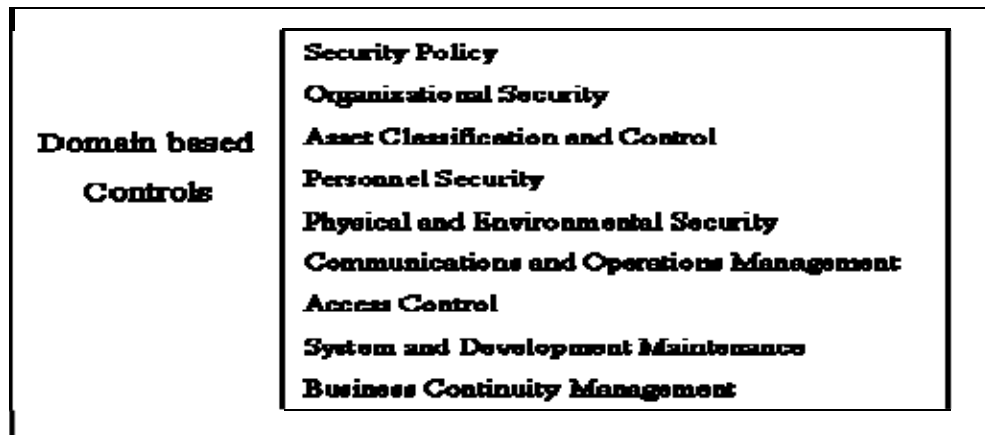 Domain based
Controls
Security Policy
Organizational Security
Asset Classification and Control
Personnel Security
Physical and Environmental Security
Communications and Operations Management
Access Control
System and Development Maintenance
Business Continuity Management